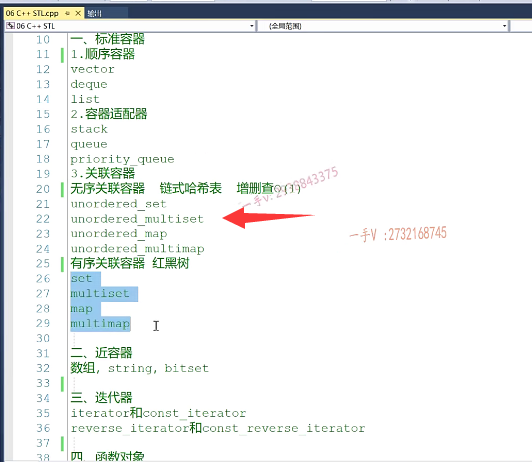 06 C++ STL.cpp 输出
06 C++ STL (全局范围)
10 一、标准容器
11 1.顺序容器
12 vector
13 deque
14 list
15 2.容器适配器
16 stack
17 queue
18 priority_queue
19 3.关联容器
20 无序关联容器 链式哈希表 增删查
21 unordered_set
22 unordered_multiset
23 unordered_map
24 unordered_multimap
一手V :2732168745
25 有序关联容器 红黑树
26 set
27 multiset
28 map
29 multimap
30
31 二、近容器
32 数组, string, bitset
33
34 三、迭代器
35 iterator和const_iterator
36 reverse_iterator和const_reverse_iterator
37
38 四、函数对象